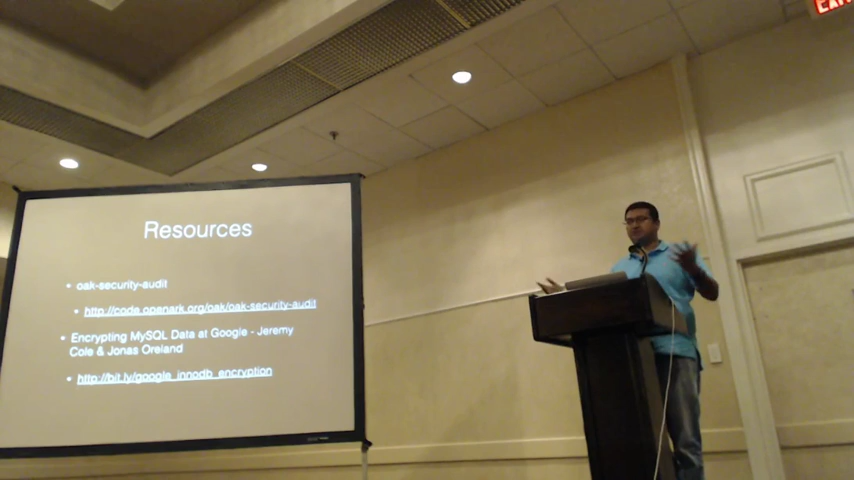 Resources
• oak-security-audit
• http://code.openark.org/oak/oak-security-audit
• Encrypting MySQL Data at Google - Jeremy
Cole & Jonas Oreland
• http://bit.ly/google_innodb_encryption
EXIT